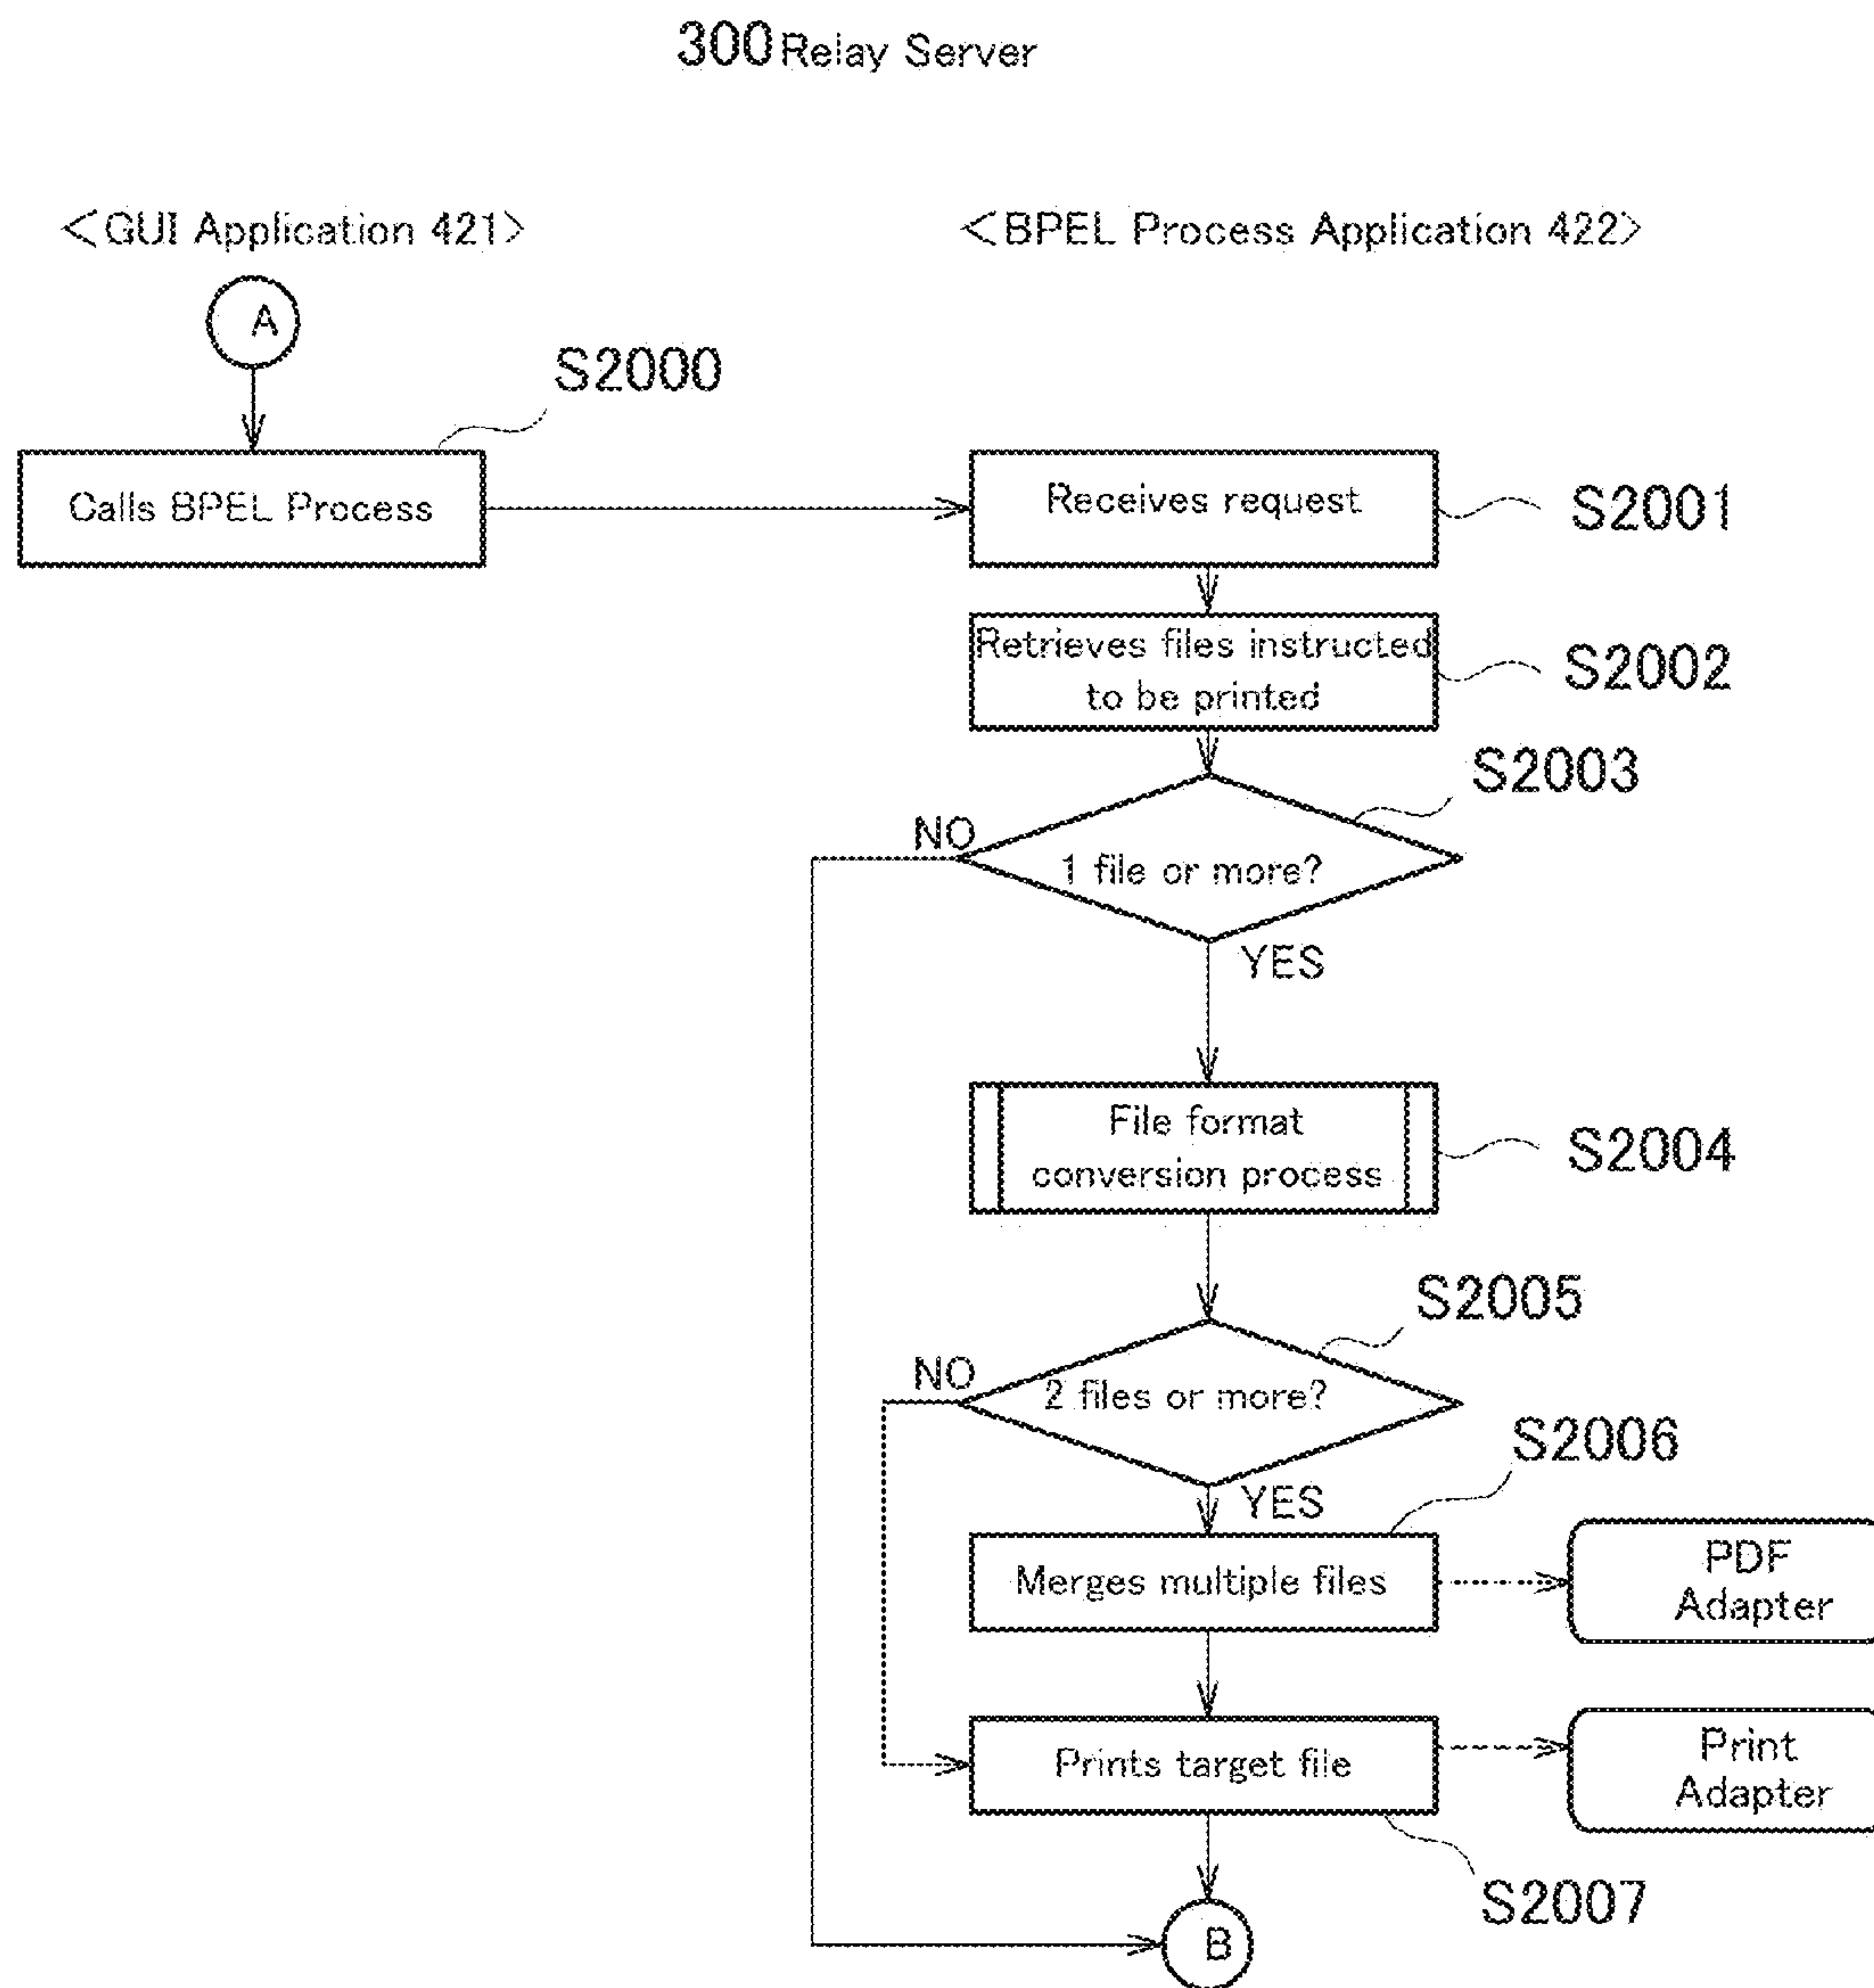 300 Relay Server
<GUI Application 421>
<BPEL Process Application 422>
A
S2000
Calls BPEL Process
Receives request
S2001
Retrieves files instructed
to be printed
S2002
S2003
NO
1 file or more?
YES
File format
conversion process
S2004
S2005
NO
2 files or more?
S2006
YES
Merges multiple files
PDF
Adapter
Prints target file
Print
Adapter
S2007
B